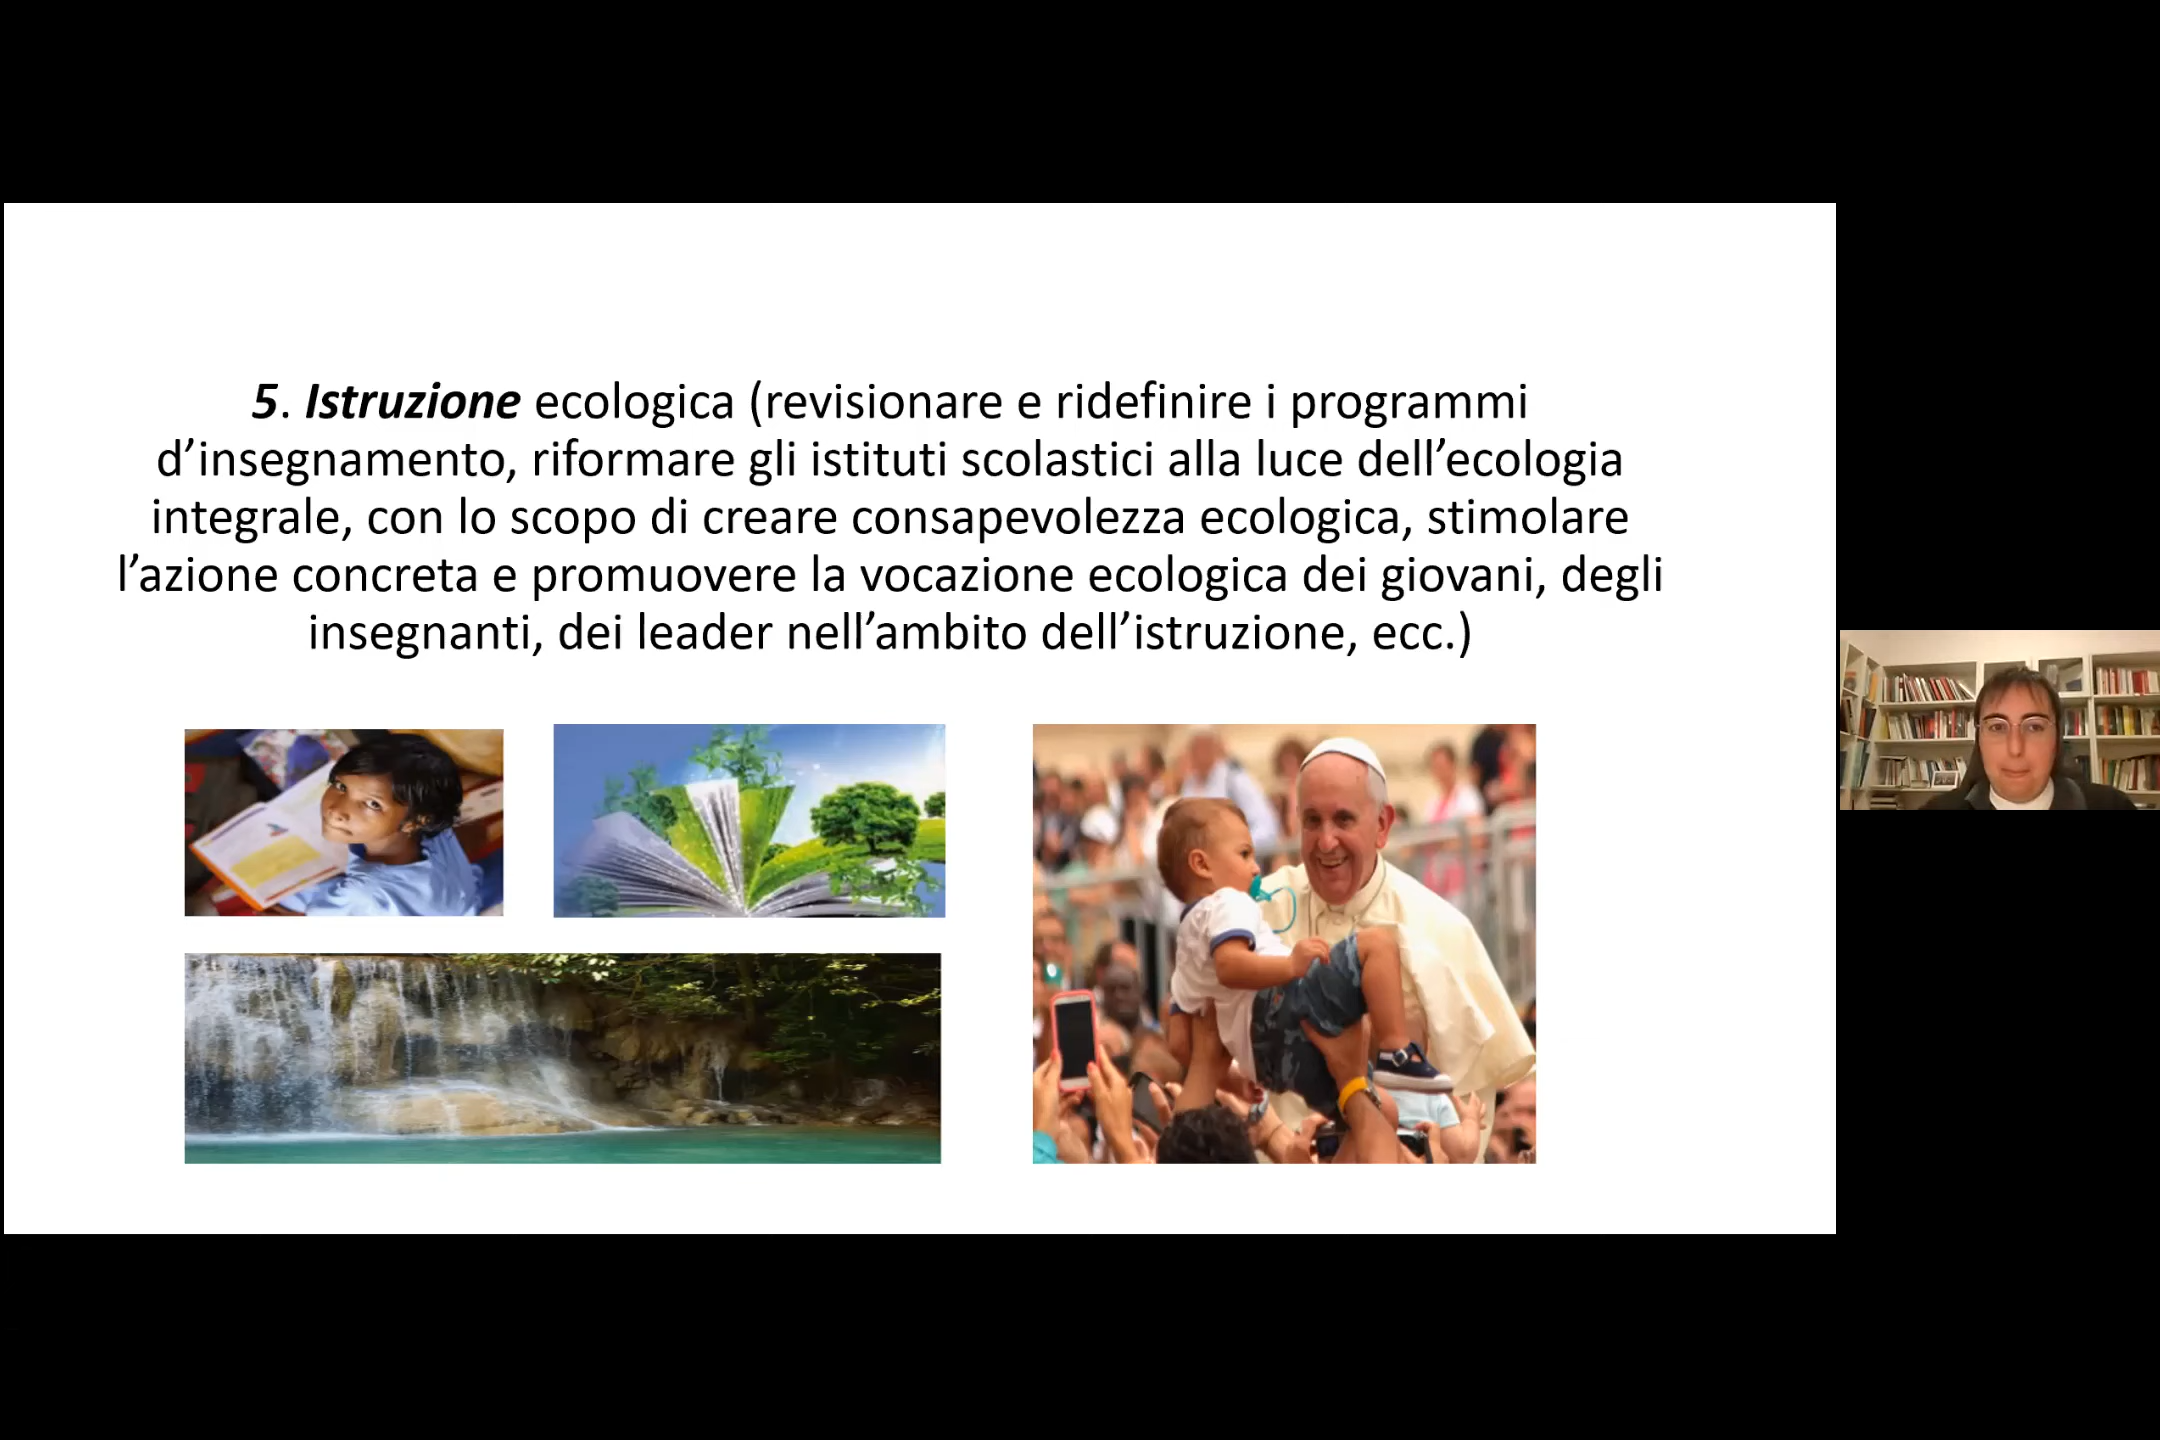 5. Istruzione ecologica (revisionare e ridefinire i programmi
d’insegnamento, riformare gli istituti scolastici alla luce dell’ecologia
integrale, con lo scopo di creare consapevolezza ecologica, stimolare
l’azione concreta e promuovere la vocazione ecologica dei giovani, degli
insegnanti, dei leader nell’ambito dell’istruzione, ecc.)